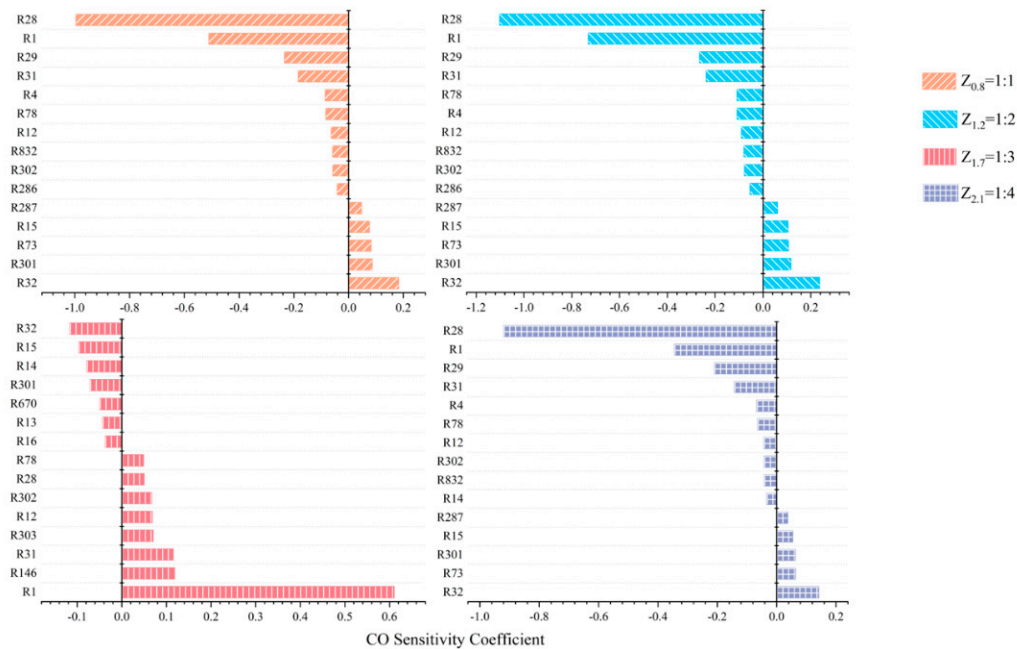 R28
R1
R29
R31
R4
R78
R12
R832
R302
R286
R287
R15
R73
R301
R32
-1.0 -0.8 -0.6 -0.4 -0.2 0.0 0.2
R28
R1
R29
R31
R78
R4
R12
R832
R302
R286
R287
R15
R73
R301
R32
-1.2 -1.0 -0.8 -0.6 -0.4 -0.2 0.0 0.2
Z0.8=1:1
Z1.2=1:2
Z1.7=1:3
Z2.1=1:4
R32
R15
R14
R301
R670
R13
R16
R78
R28
R302
R12
R303
R31
R146
R1
-0.1 0.0 0.1 0.2 0.3 0.4 0.5 0.6
R28
R1
R29
R31
R4
R78
R12
R302
R832
R14
R287
R15
R301
R73
R32
-1.0 -0.8 -0.6 -0.4 -0.2 0.0 0.2
CO Sensitivity Coefficient